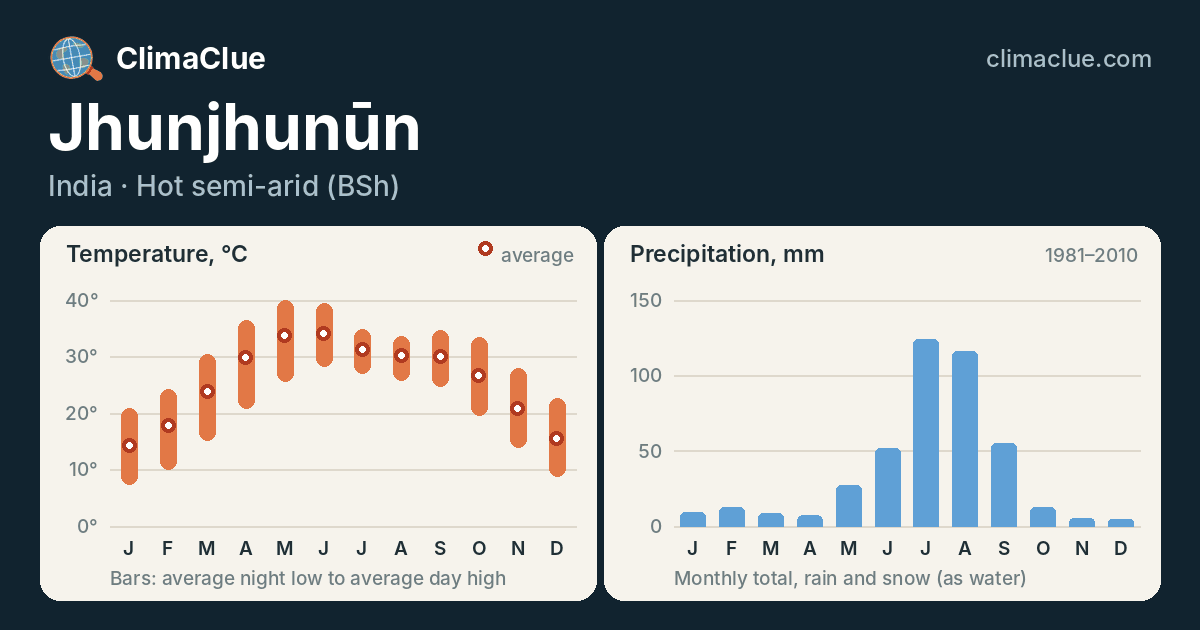 ClimaClue
climaclue.com
Jhunjhunūn
India · Hot semi-arid (BSh)
Temperature, °C
average
40°
30°
20°
10°
0°
J F M A M J J A S O N D
Bars: average night low to average day high
Precipitation, mm
1981–2010
150
100
50
0
J F M A M J J A S O N D
Monthly total, rain and snow (as water)